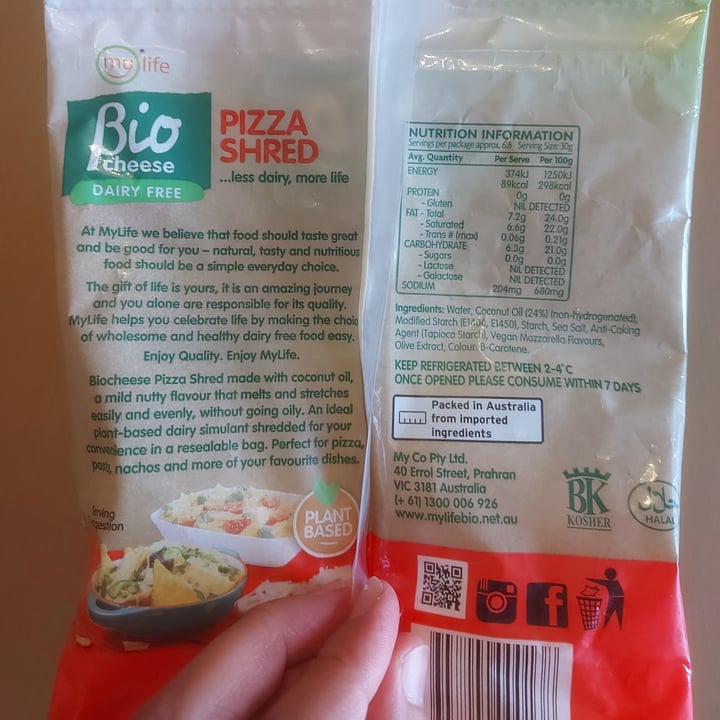 my life
Bio
cheese
DAIRY FREE
PIZZA
SHRED
...less dairy, more life
At MyLife we believe that food should taste great
and be good for you – natural, tasty and nutritious
food should be a simple everyday choice.
The gift of life is yours, it is an amazing journey
and you alone are responsible for its quality.
MyLife helps you celebrate life by making the
of wholesome and healthy dairy free food easy.
Enjoy Quality. Enjoy MyLife.
Biocheese Pizza Shred made with coconut oil,
a mild nutty flavour that melts and stretches
easily and evenly, without going oily. An ideal
plant-based dairy simulant shredded for your
convenience in a resealable bag. Perfect for pizza,
nachos and more of your favourite dishes.
Serving
PLANT
BASED
NUTRITION INFORMATION
Servings per package approx. 6.6 Serving Size: 30g
Avg. Quantity Per Serve Per 100g
ENERGY 374kJ 1250kJ
89kcal 298kcal
PROTEIN 0g 0g
- Gluten NIL DETECTED
FAT - Total 7.2g 24.0g
- Saturated 6.6g 22.0g
- Trans # (max) 0.06g 0.21g
CARBOHYDRATE 6.3g 21.0g
- Sugars 0.0g 0.0g
- Lactose NIL DETECTED
- Galactose NIL DETECTED
SODIUM 204mg 680mg
Ingredients: Water, Coconut Oil (24%) (non-hydrogenated),
Modified Starch (E1450), Starch, Sea Salt, Anti-Caking
Agent (Tapioca Starch), Vegan Mozzarella Flavours,
Olive Extract, Colour: B-Carotene.
KEEP REFRIGERATED BETWEEN 2-4°C
ONCE OPENED PLEASE CONSUME WITHIN 7 DAYS
Packed in Australia
from imported
ingredients
My Co Pty Ltd.
40 Errol Street, Prahran
VIC 3181 Australia
(+ 61) 1300 006 926
www.mylifebio.net.au
BK
KOSHER
حلال
HALAL